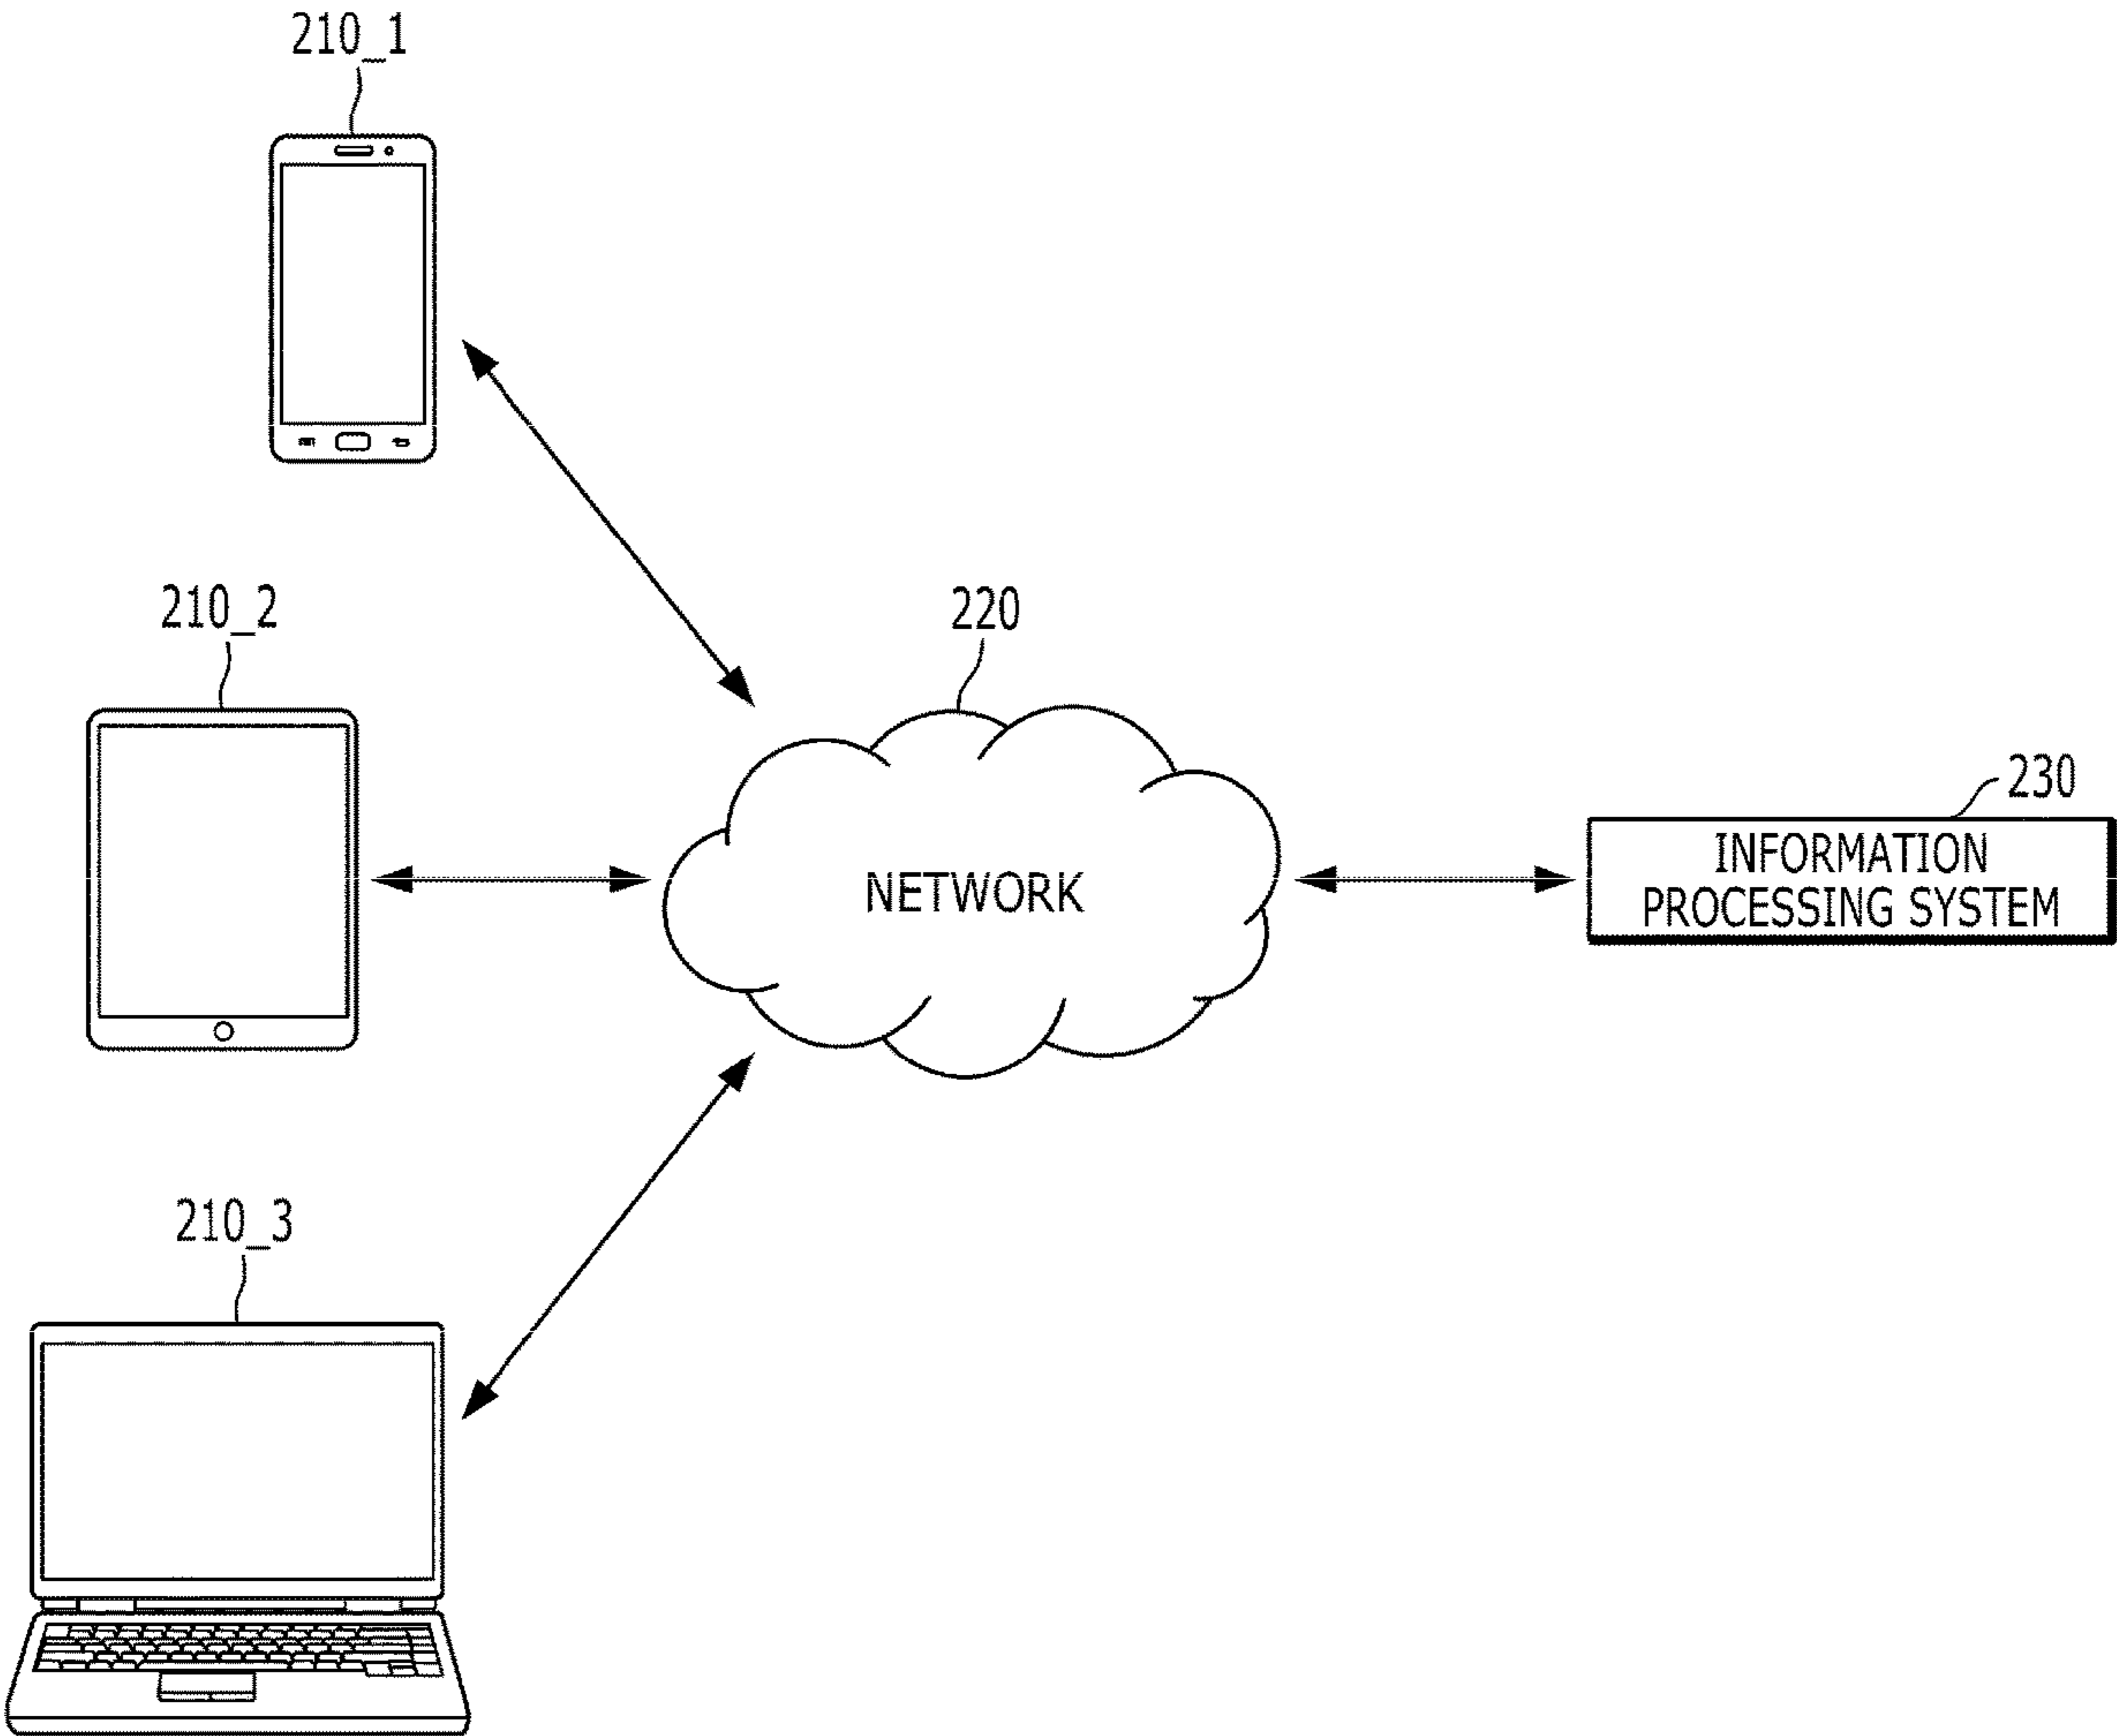 210_1
210_2
220
230
INFORMATION
PROCESSING SYSTEM
NETWORK
210_3